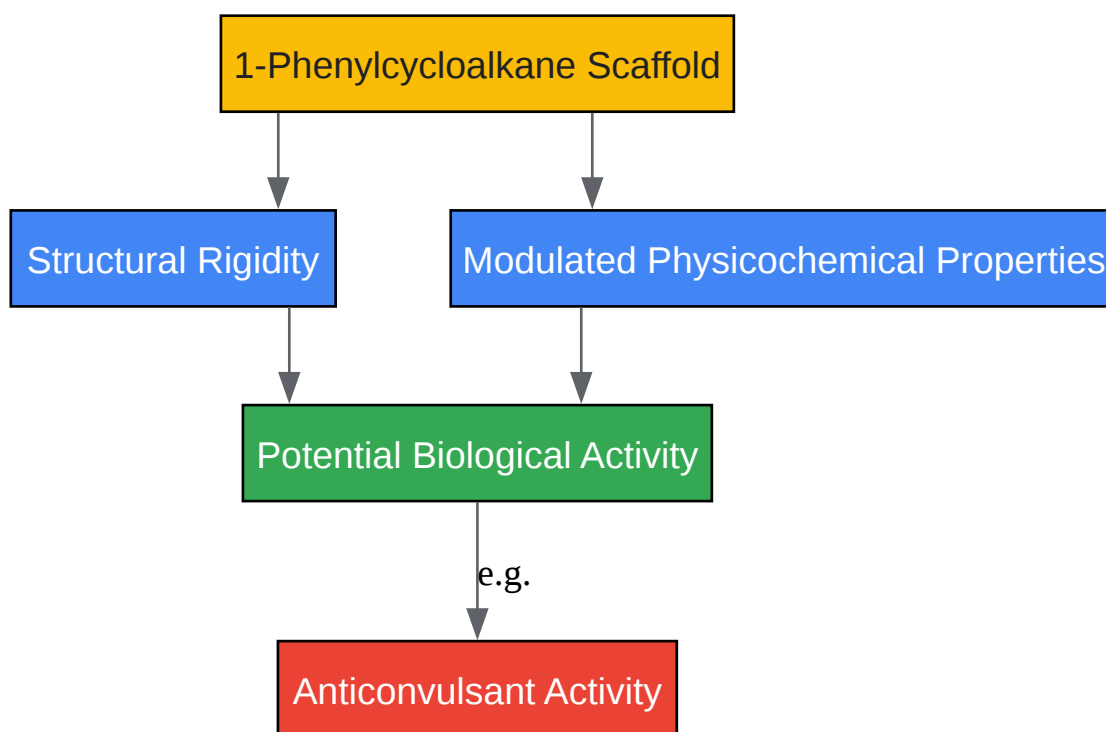 1-Phenylcycloalkane Scaffold
Structural Rigidity
Modulated Physicochemical Properties
Potential Biological Activity
e.g.
Anticonvulsant Activity